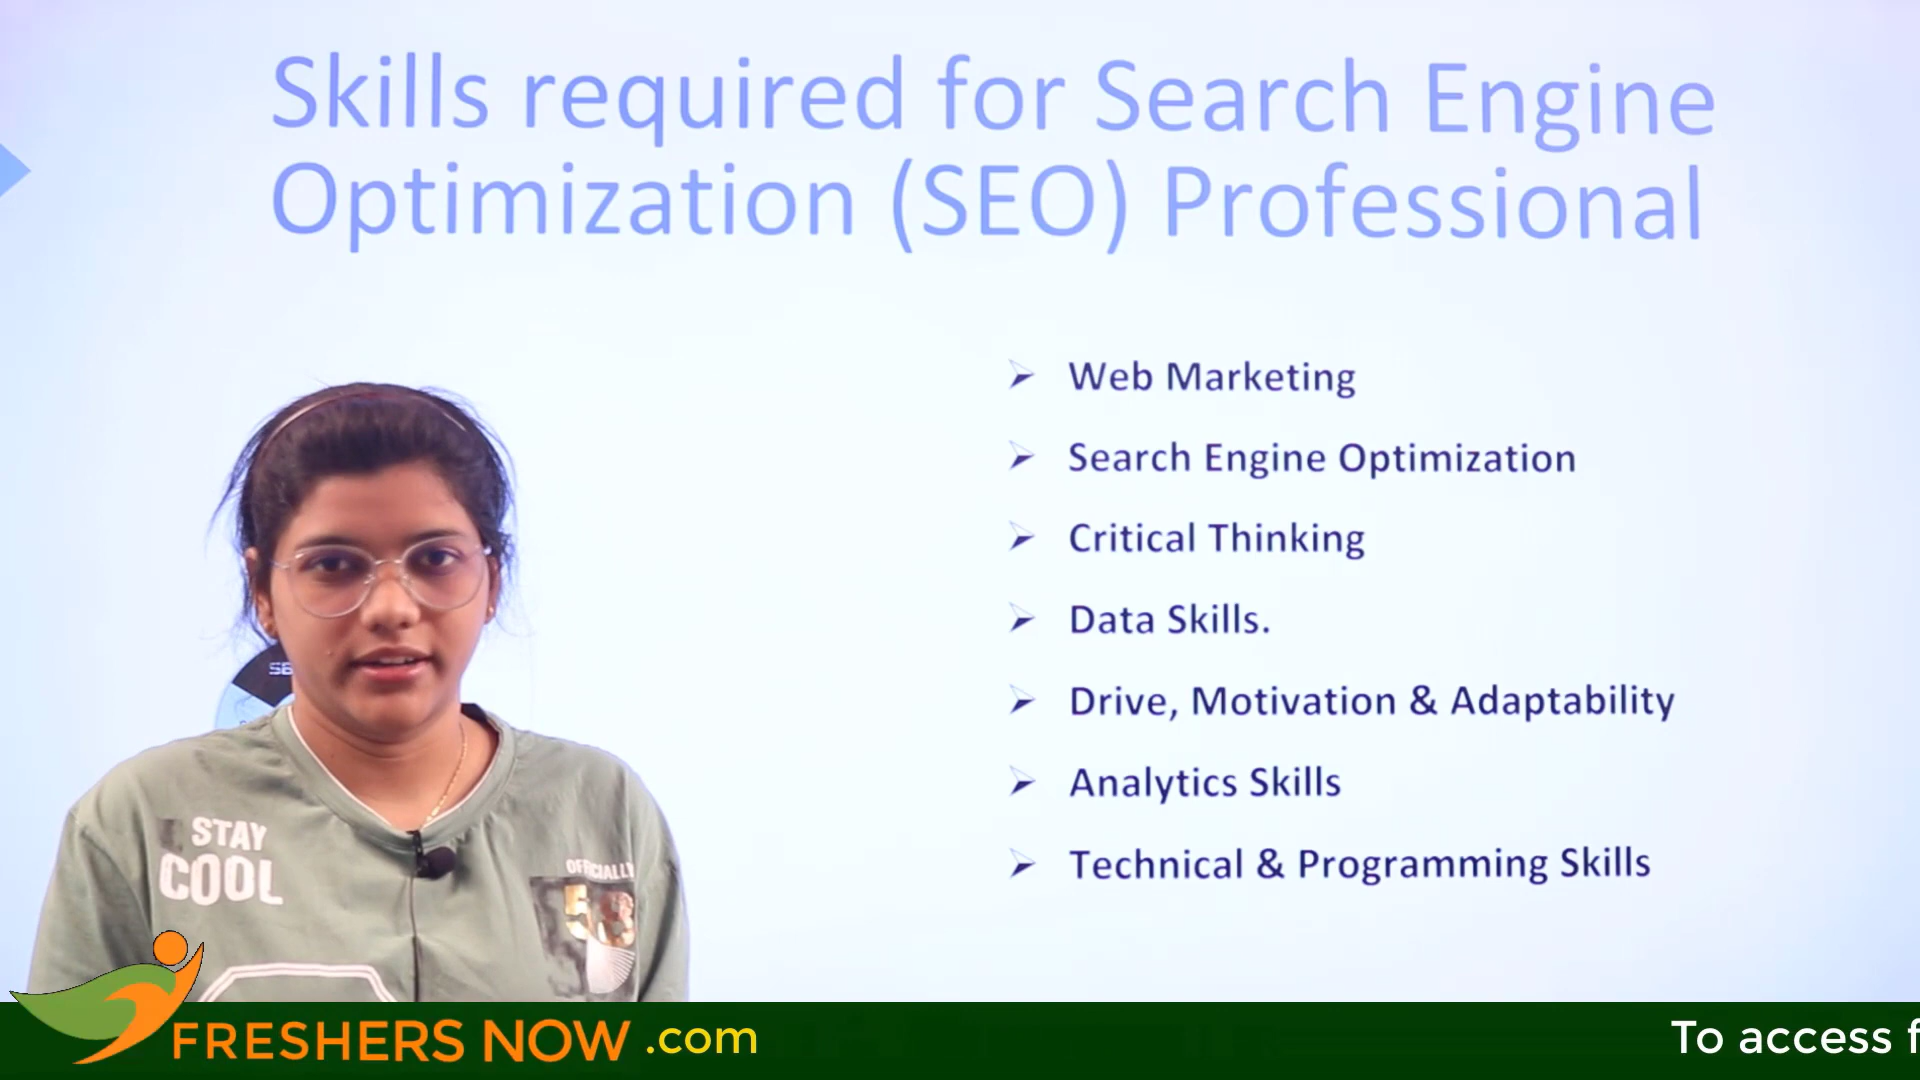 Skills required for Search Engine
Optimization (SEO) Professional
Web Marketing
Search Engine Optimization
Critical Thinking
Data Skills.
Drive, Motivation & Adaptability
Analytics Skills
Technical & Programming Skills
STAY
COOL
OFFICIALLY
FRESHERS NOW .com
To access f